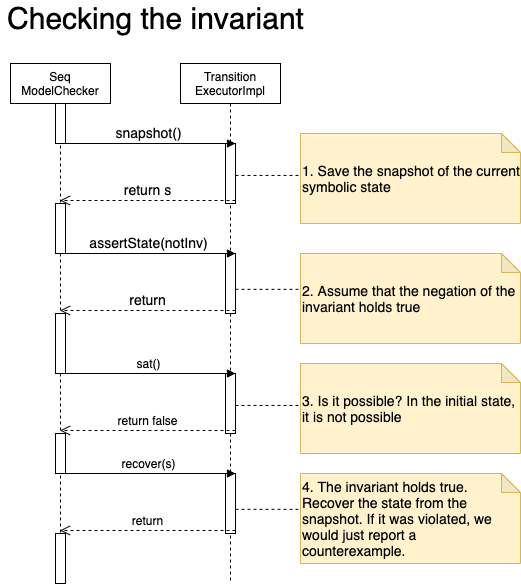 Checking the invariant
Seq
ModelChecker
Transition
ExecutorImpl
snapshot()
1. Save the snapshot of the current
symbolic state
return s
assertState(notInv)
2. Assume that the negation of the
invariant holds true
return
sat()
3. Is it possible? In the initial state,
it is not possible
return false
recover(s)
4. The invariant holds true.
Recover the state from the
snapshot. If it was violated, we
would just report a
counterexample.
return